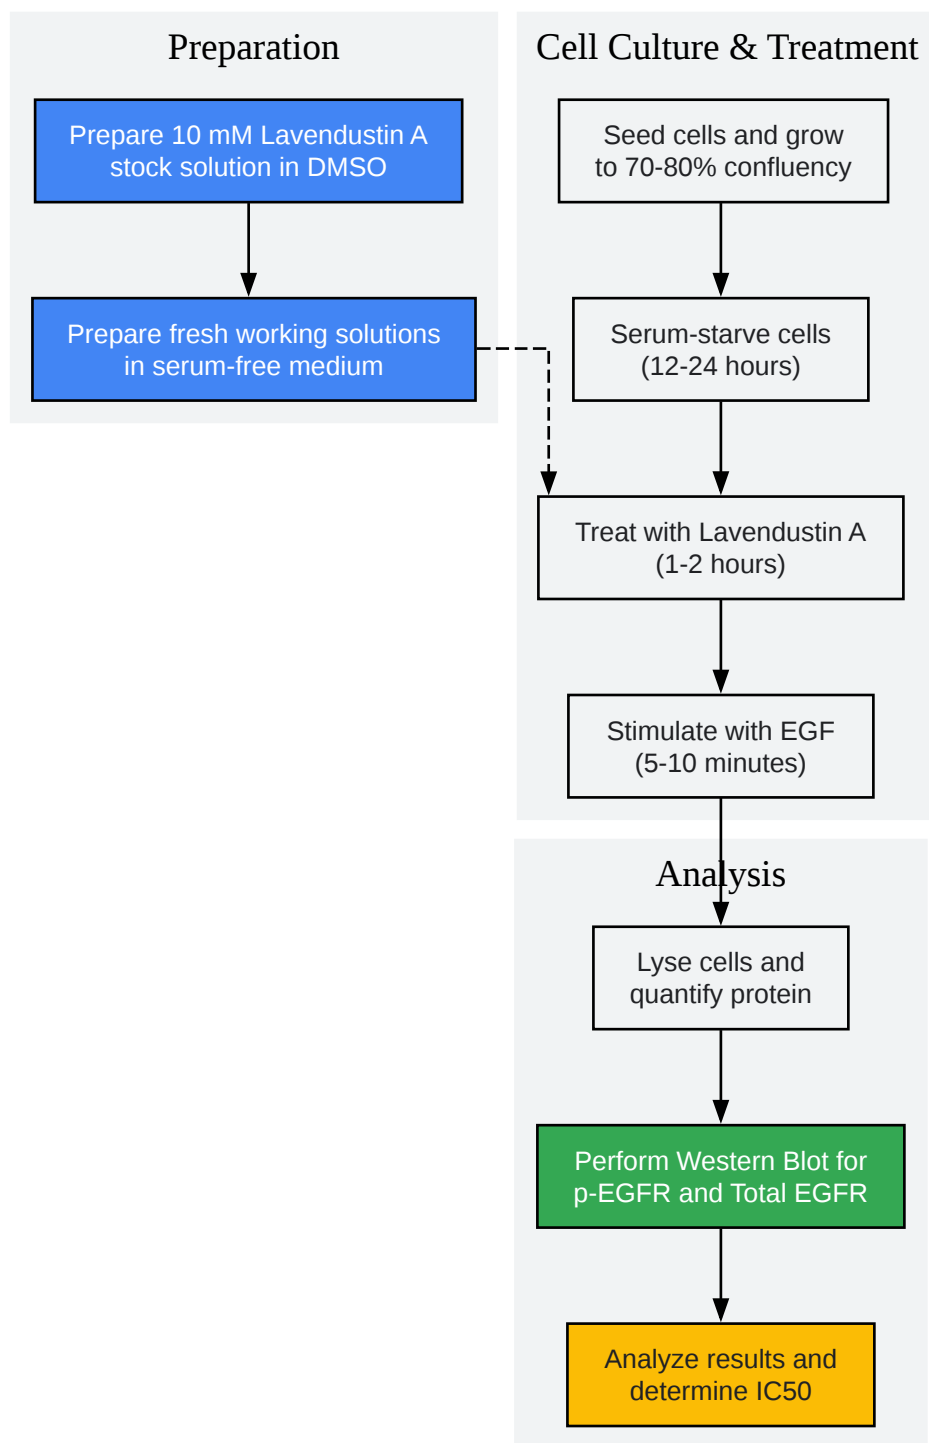 Preparation
Prepare 10 mM Lavendustin A
stock solution in DMSO
Prepare fresh working solutions
in serum-free medium
Cell Culture & Treatment
Seed cells and grow
to 70-80% confluency
Serum-starve cells
(12-24 hours)
Treat with Lavendustin A
(1-2 hours)
Stimulate with EGF
(5-10 minutes)
Analysis
Lyse cells and
quantify protein
Perform Western Blot for
p-EGFR and Total EGFR
Analyze results and
determine IC50